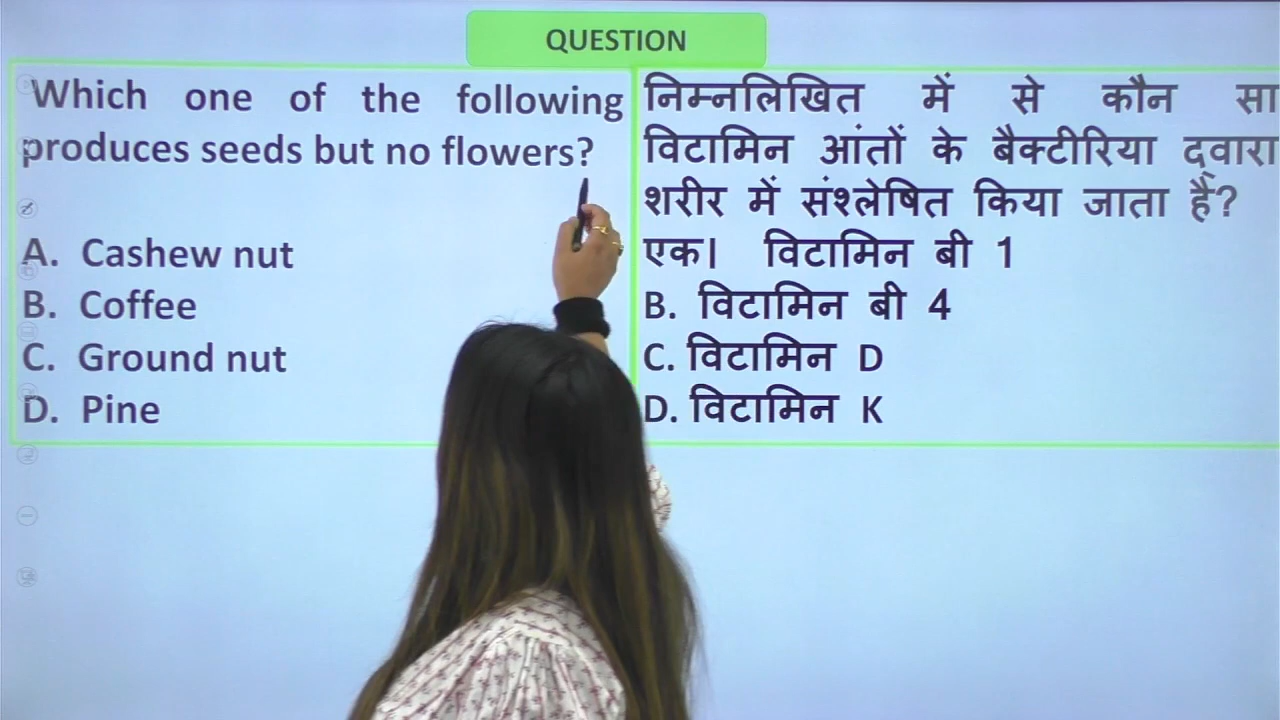 QUESTION
Which one of the following
produces seeds but no flowers?
A. Cashew nut
B. Coffee
C. Ground nut
D. Pine
निम्नलिखित में से कौन सा
विटामिन आंतों के बैक्टीरिया द्वारा
शरीर में संश्लेषित किया जाता है?
एक। विटामिन बी 1
B. विटामिन बी 4
C. विटामिन D
D. विटामिन K